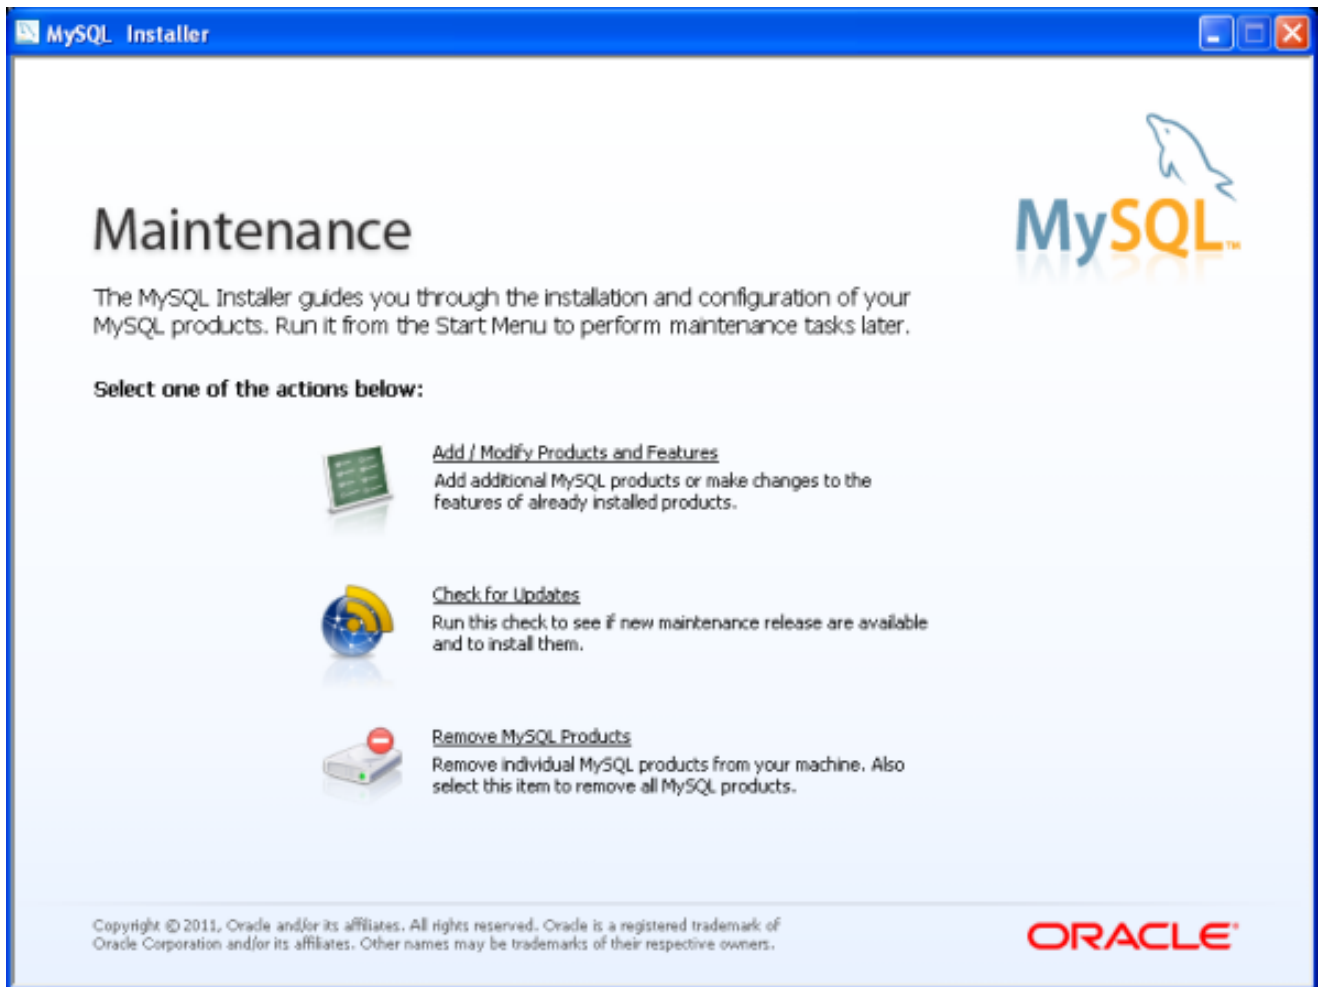 MySQL Installer
MySQL™
Maintenance
The MySQL Installer guides you through the installation and configuration of your
MySQL products. Run it from the Start Menu to perform maintenance tasks later.
Select one of the actions below:
Add / Modify Products and Features
Add additional MySQL products or make changes to the
features of already installed products.
Check for Updates
Run this check to see if new maintenance release are available
and to install them.
Remove MySQL Products
Remove individual MySQL products from your machine. Also
select this item to remove all MySQL products.
Copyright © 2011, Oracle and/or its affiliates. All rights reserved. Oracle is a registered trademark of
Oracle Corporation and/or its affiliates. Other names may be trademarks of their respective owners.
ORACLE®